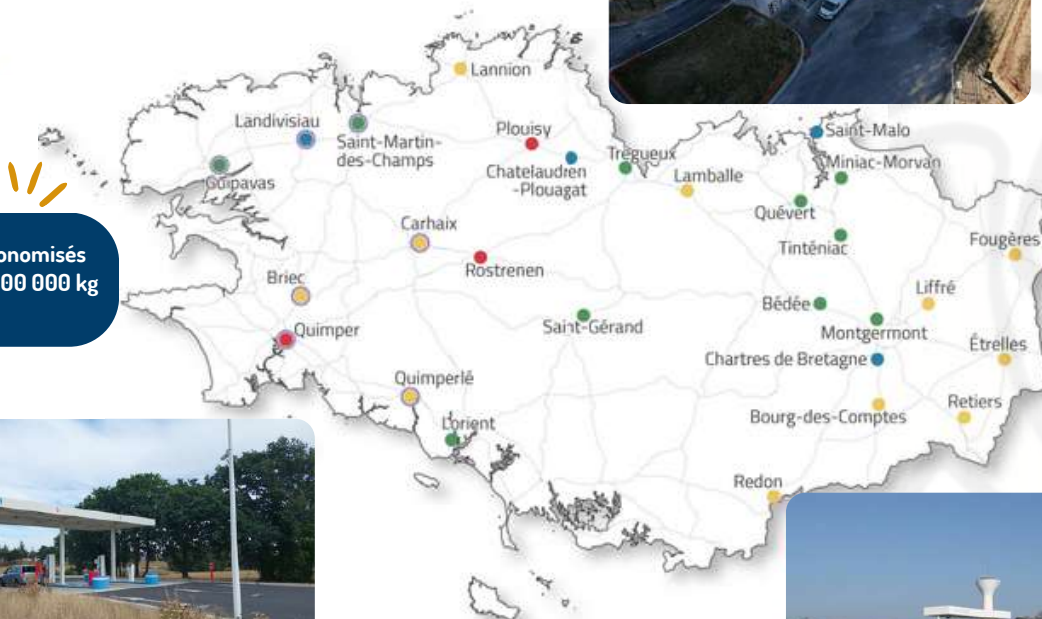 Lannion
Landivisiau
Saint-Martin-
des-Champs
Plouisy
Saint-Malo
Guipavas
Chatelaudren
-Plouagat
Trégueux
Miniac-Morvan
Lamballe
Quévert
Carhaix
Tinténiac
Fougères
onomisés
00 000 kg
Rostrenen
Briec
Bédée
Liffré
Quimper
Saint-Gérand
Montgermont
Étrelles
Chartres de Bretagne
Quimperlé
Bourg-des-Comptes
Retiers
Lorient
Redon